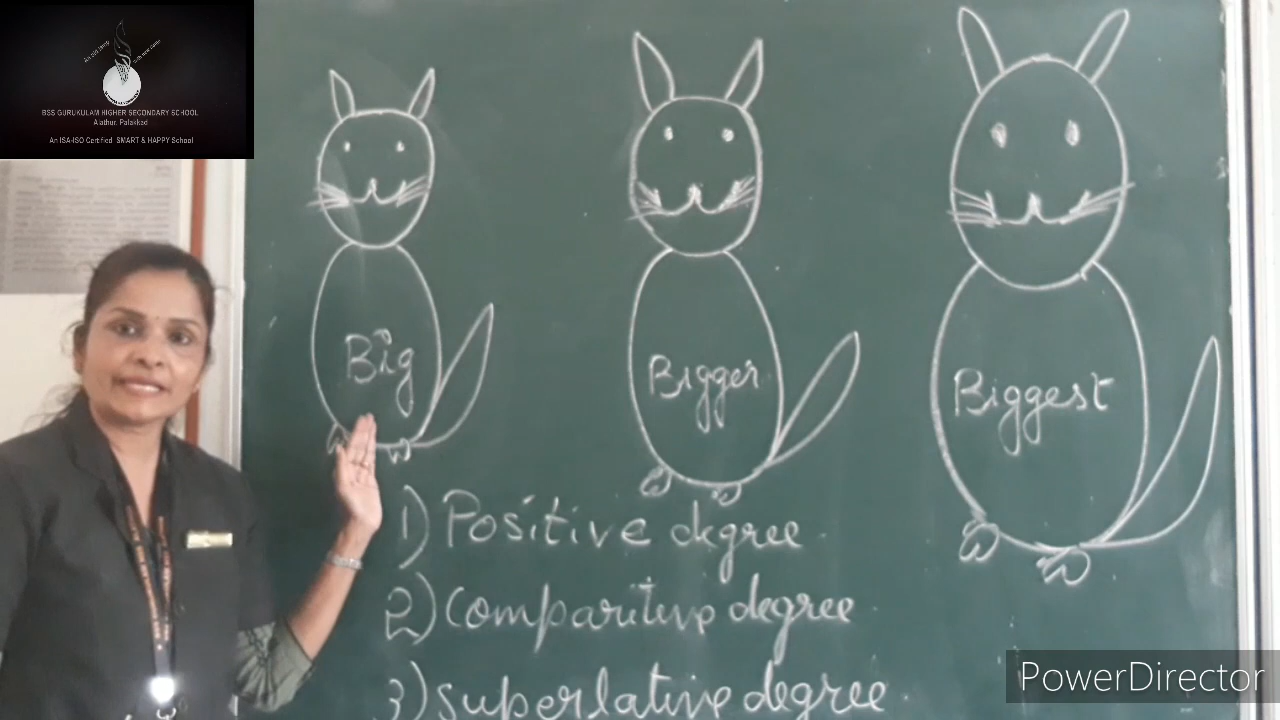 BSS GURUKULAM HIGHER SECONDARY SCHOOL
Alathur, Palakkad
An ISA-ISO Certified SMART & HAPPY School
Big
Bigger
Biggest
1) Positive degree
2) Comparitive degree
3) Superlative degree
PowerDirector